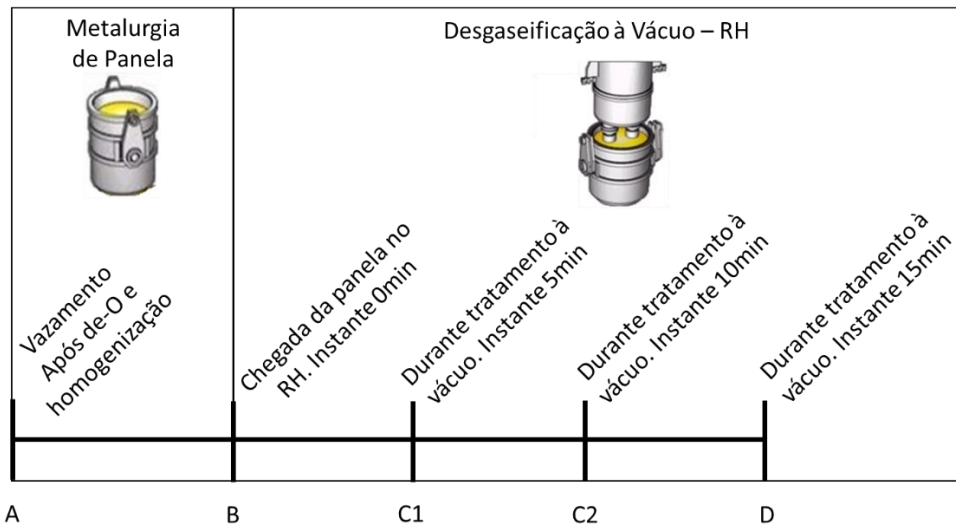 Metalurgia
de Panela
Desgaseificação à Vácuo – RH
Vazamento
Após de-O e
homogenização
Chegada da panela no
RH. Instante 0min
Durante tratamento à
vácuo. Instante 5min
Durante tratamento à
vácuo. Instante 10min
Durante tratamento à
vácuo. Instante 15min
A
B
C1
C2
D